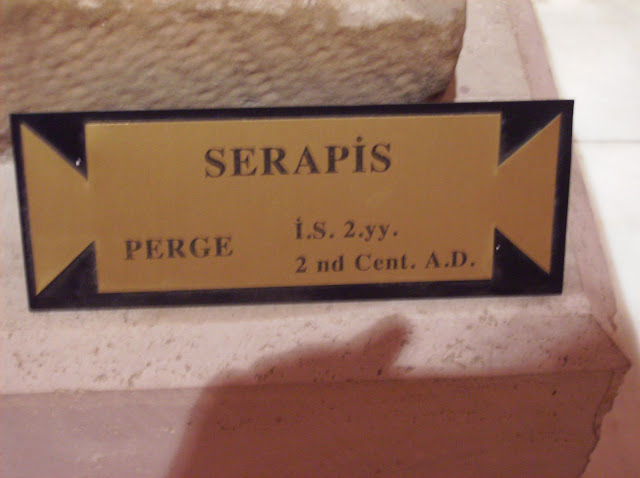 SERAPİS
PERGE
İ.S. 2.yy.
2 nd Cent. A.D.